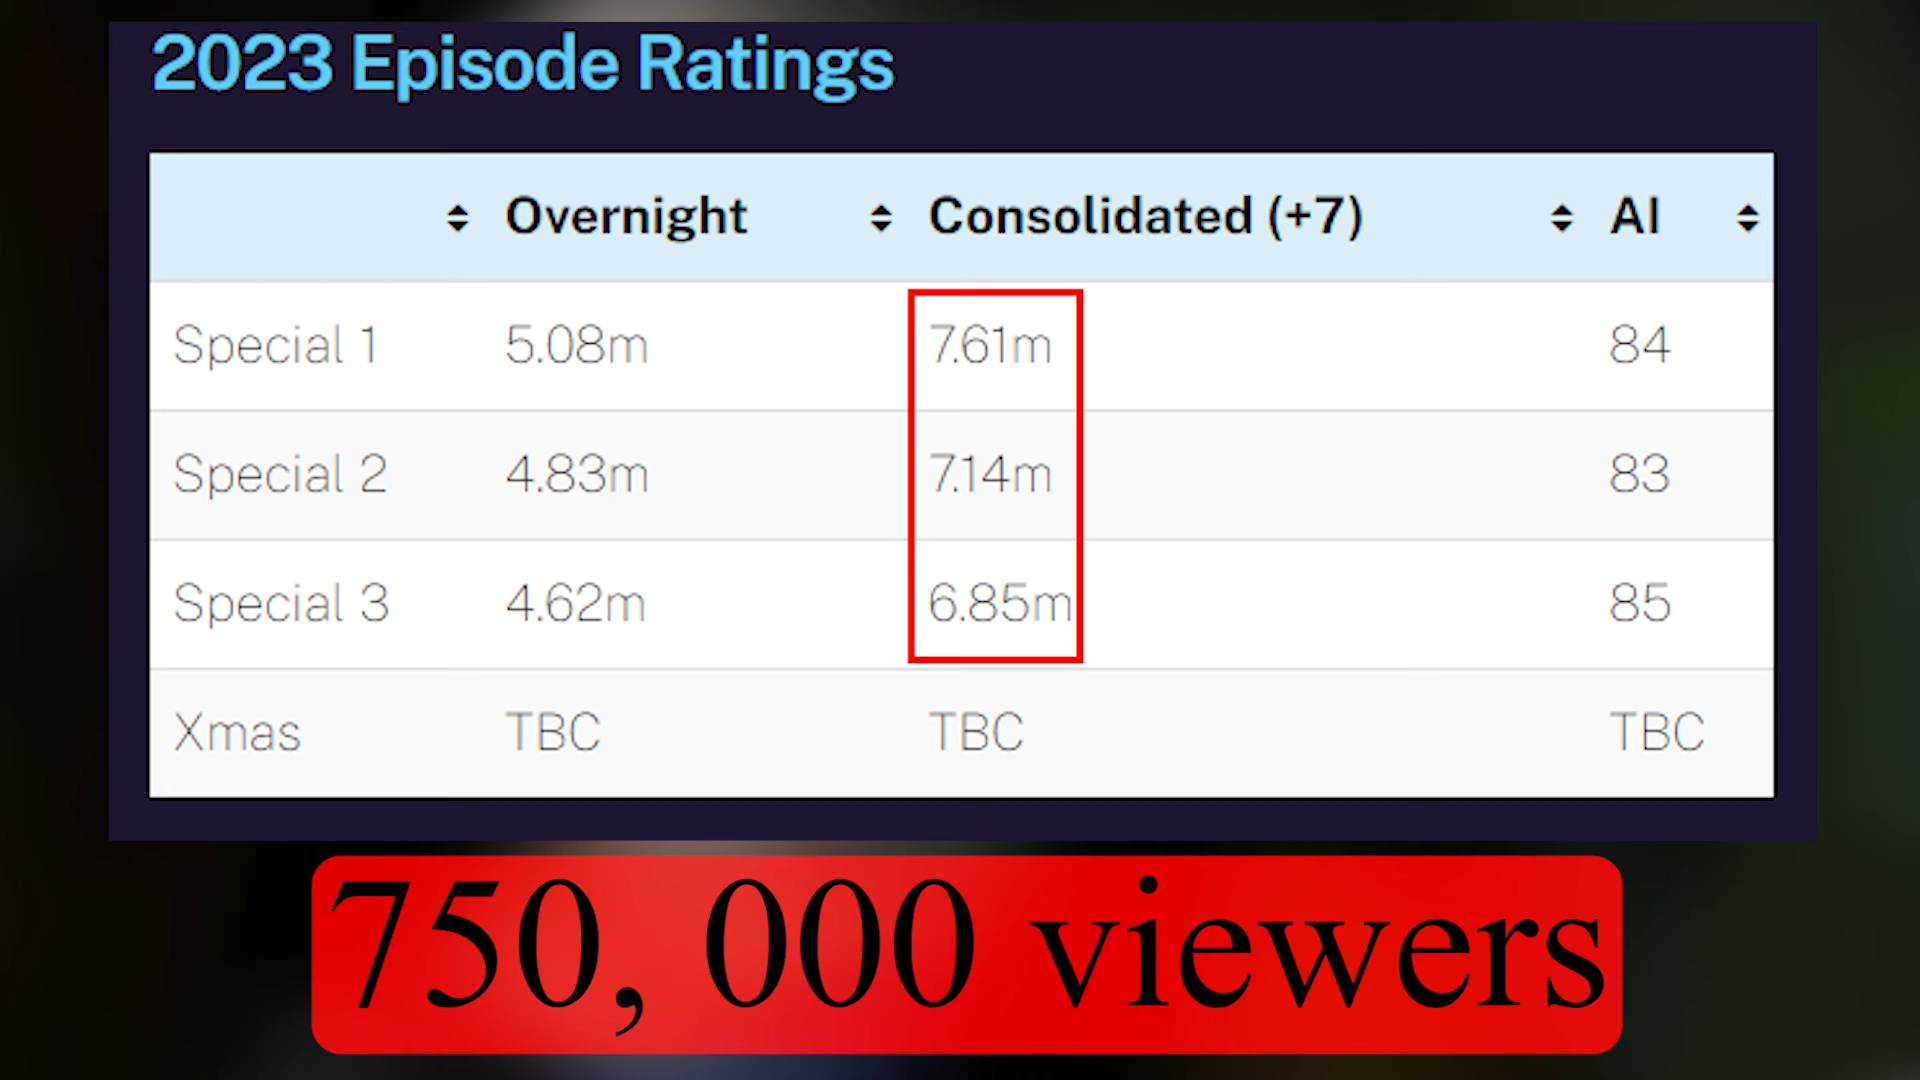 2023 Episode Ratings
Overnight Consolidated (+7) AI
Special 1 5.08m 7.61m 84
Special 2 4.83m 7.14m 83
Special 3 4.62m 6.85m 85
Xmas TBC TBC TBC
750, 000 viewers